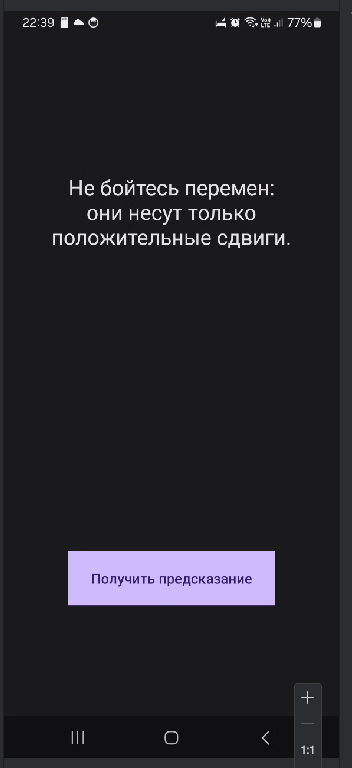 22:39
77%
Не бойтесь перемен:
они несут только
положительные сдвиги.
Получить предсказание
1:1